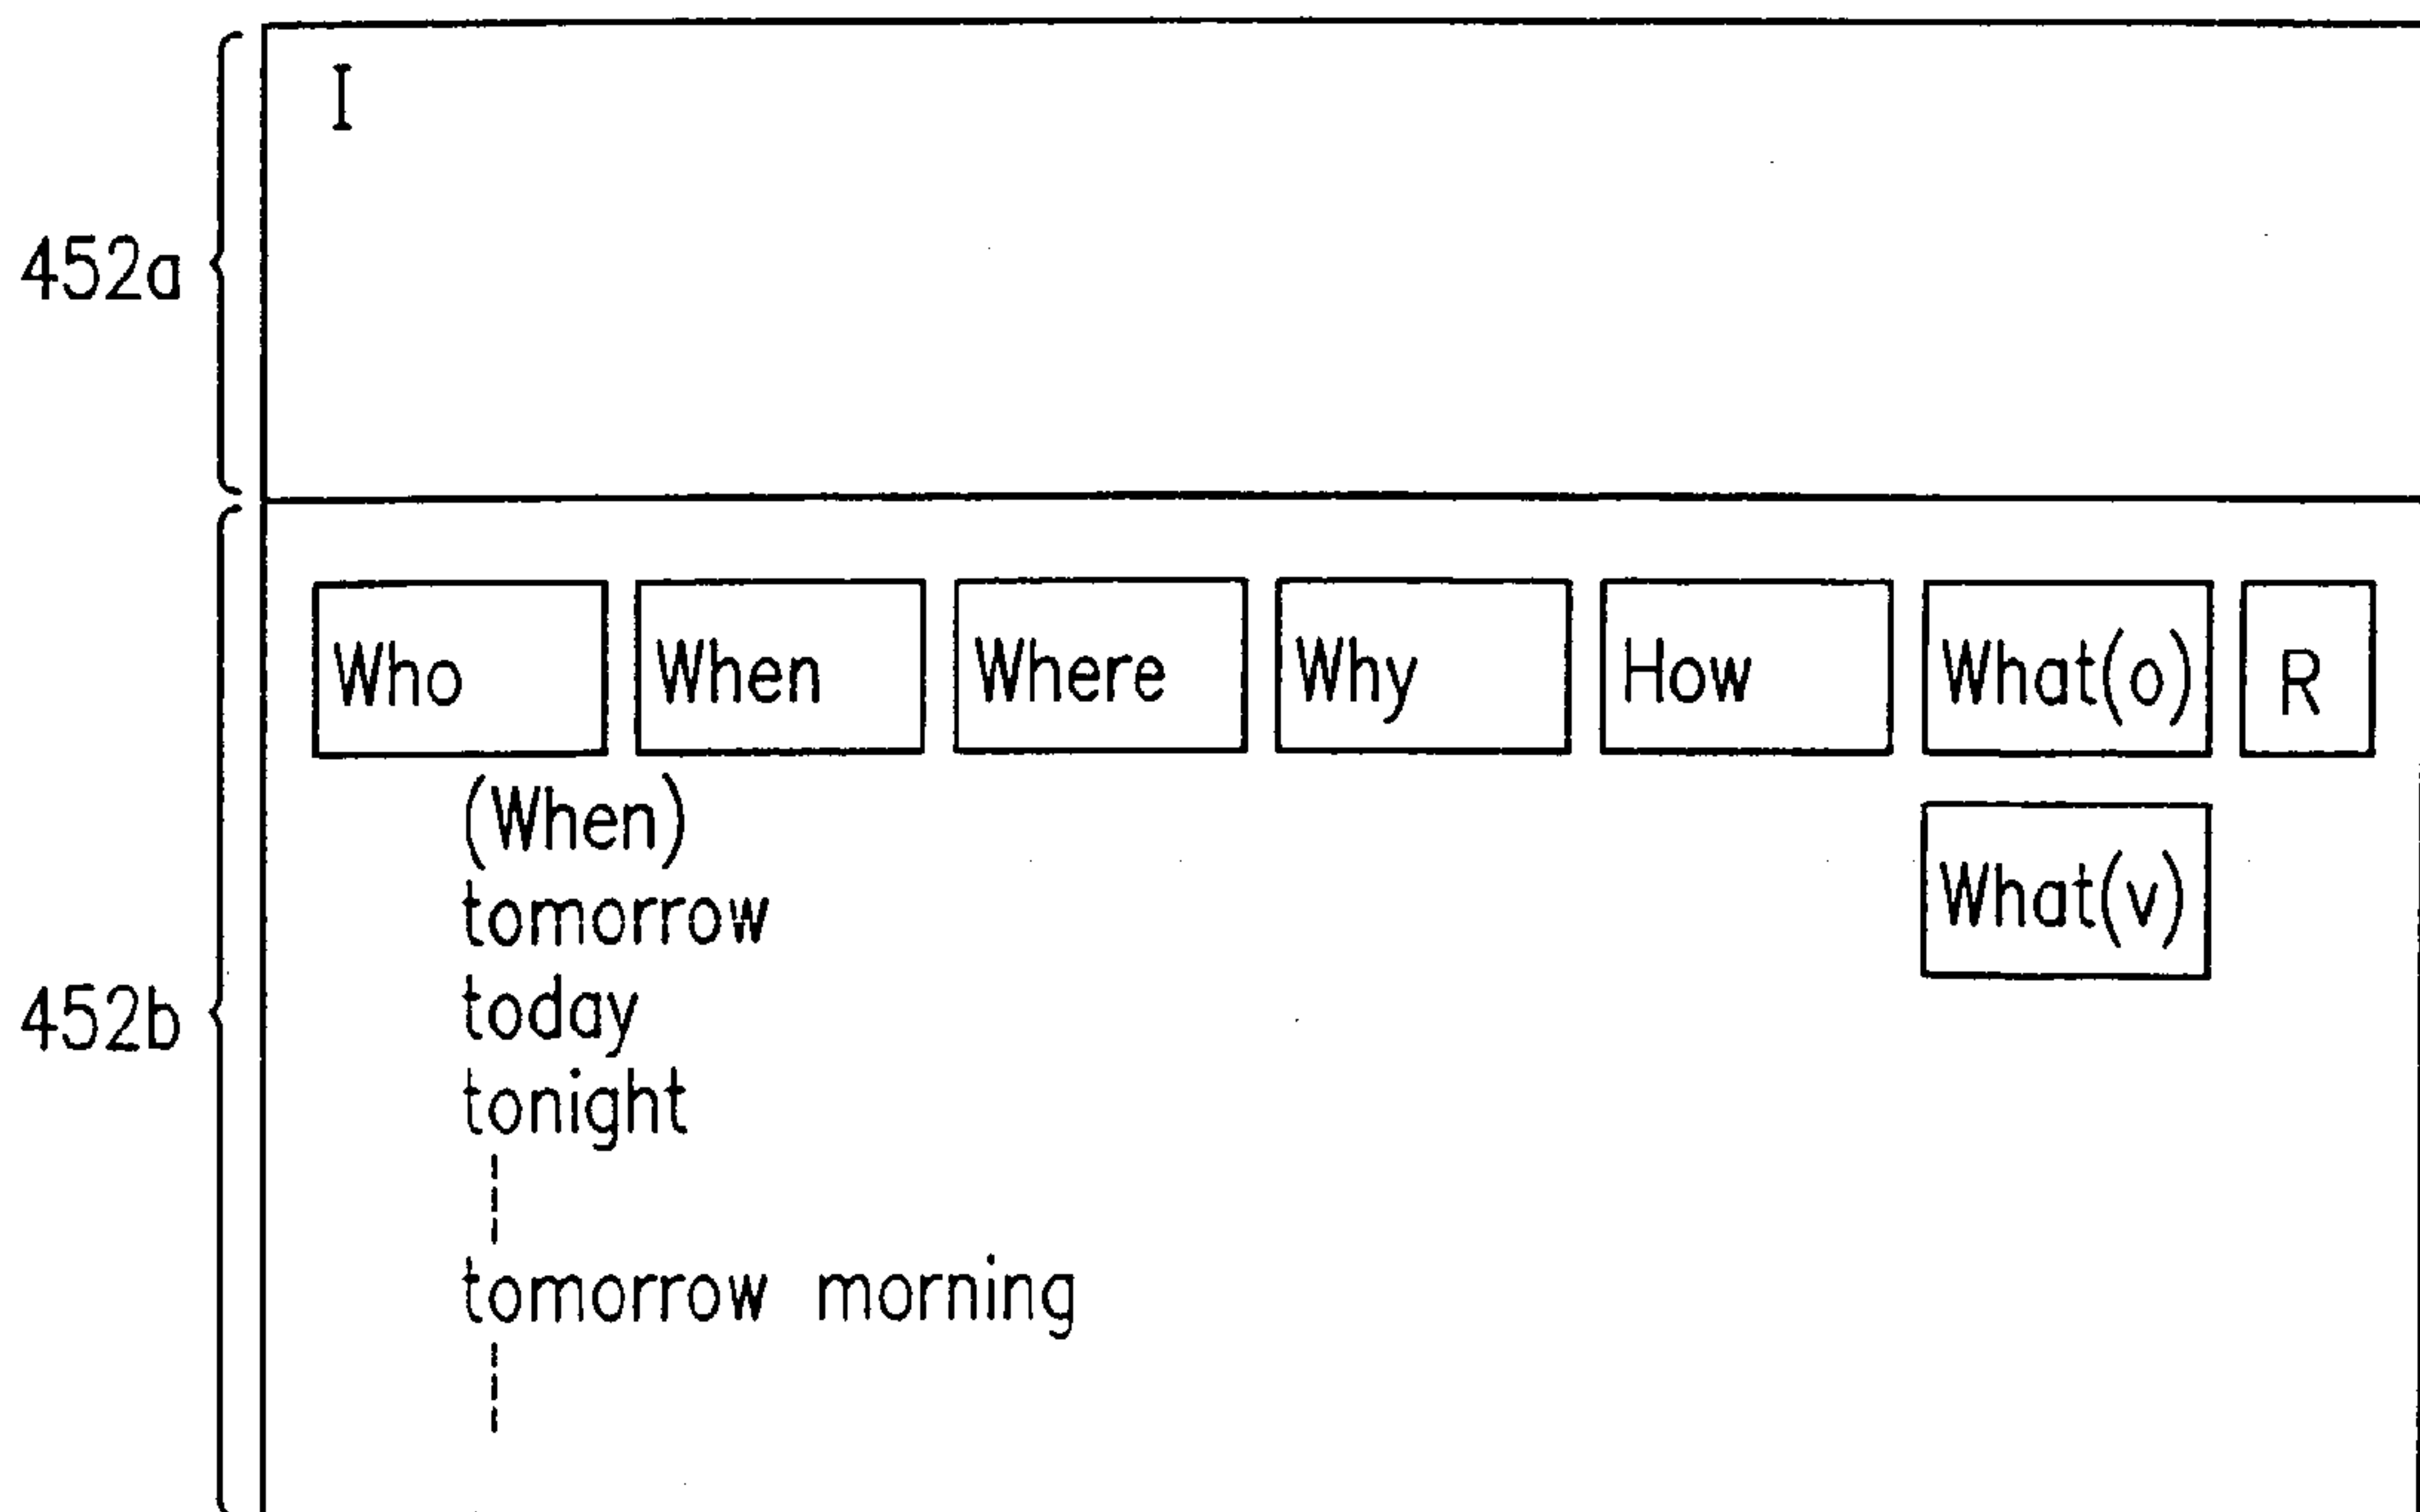 I
452a
Who When Where Why How What(o) R
(When)
What(v)
tomorrow
today
452b
tonight
tomorrow morning